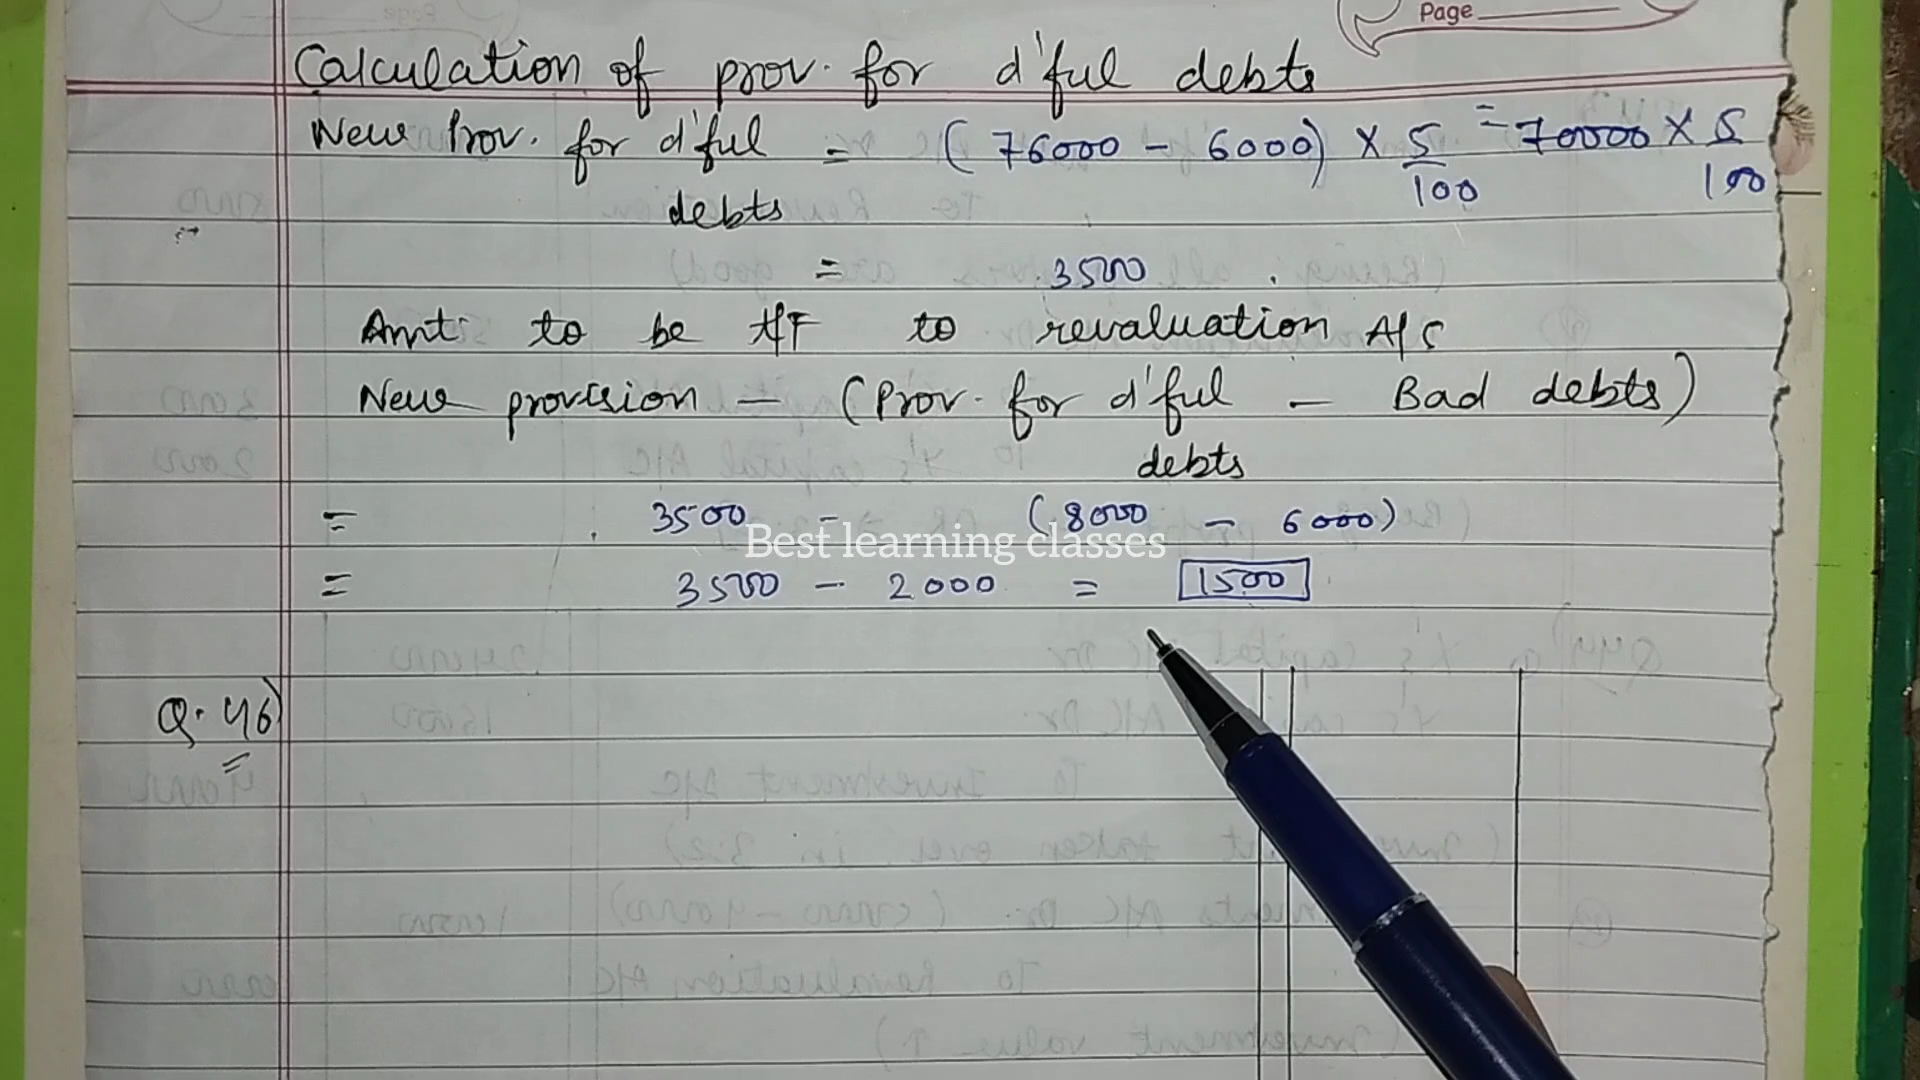 Page
Calculation of prov. for d'ful debts
New Prov. for d'ful debts = (76000 - 6000) × 5/100 = 70000 × 5/100
= 3500
Amt. to be t/f to revaluation A/c
New provision - (Prov. for d'ful debts - Bad debts)
= 3500 - (8000 - 6000)
Best learning classes
= 3500 - 2000 = 1500
Q. 46)